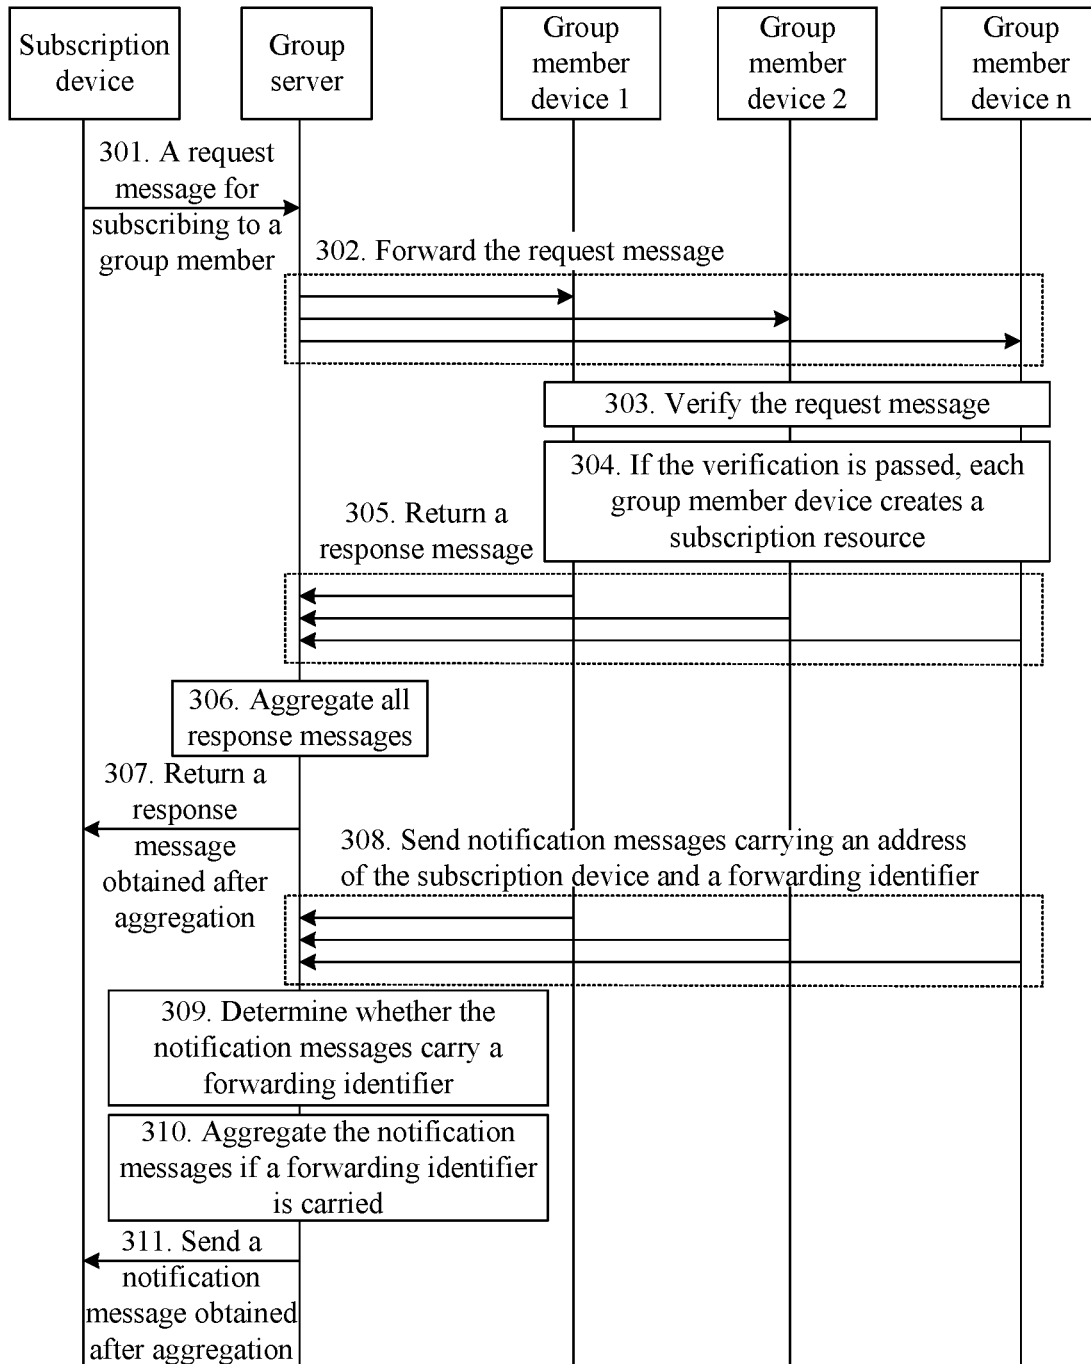 Subscription
device
Group
server
Group
member
device 1
Group
member
device 2
Group
member
device n
301. A request
message for
subscribing to a
group member
302. Forward the request message
303. Verify the request message
304. If the verification is passed, each
group member device creates a
subscription resource
305. Return a
response message
306. Aggregate all
response messages
307. Return a
response
message
obtained after
aggregation
308. Send notification messages carrying an address
of the subscription device and a forwarding identifier
309. Determine whether the
notification messages carry a
forwarding identifier
310. Aggregate the notification
messages if a forwarding identifier
is carried
311. Send a
notification
message obtained
after aggregation